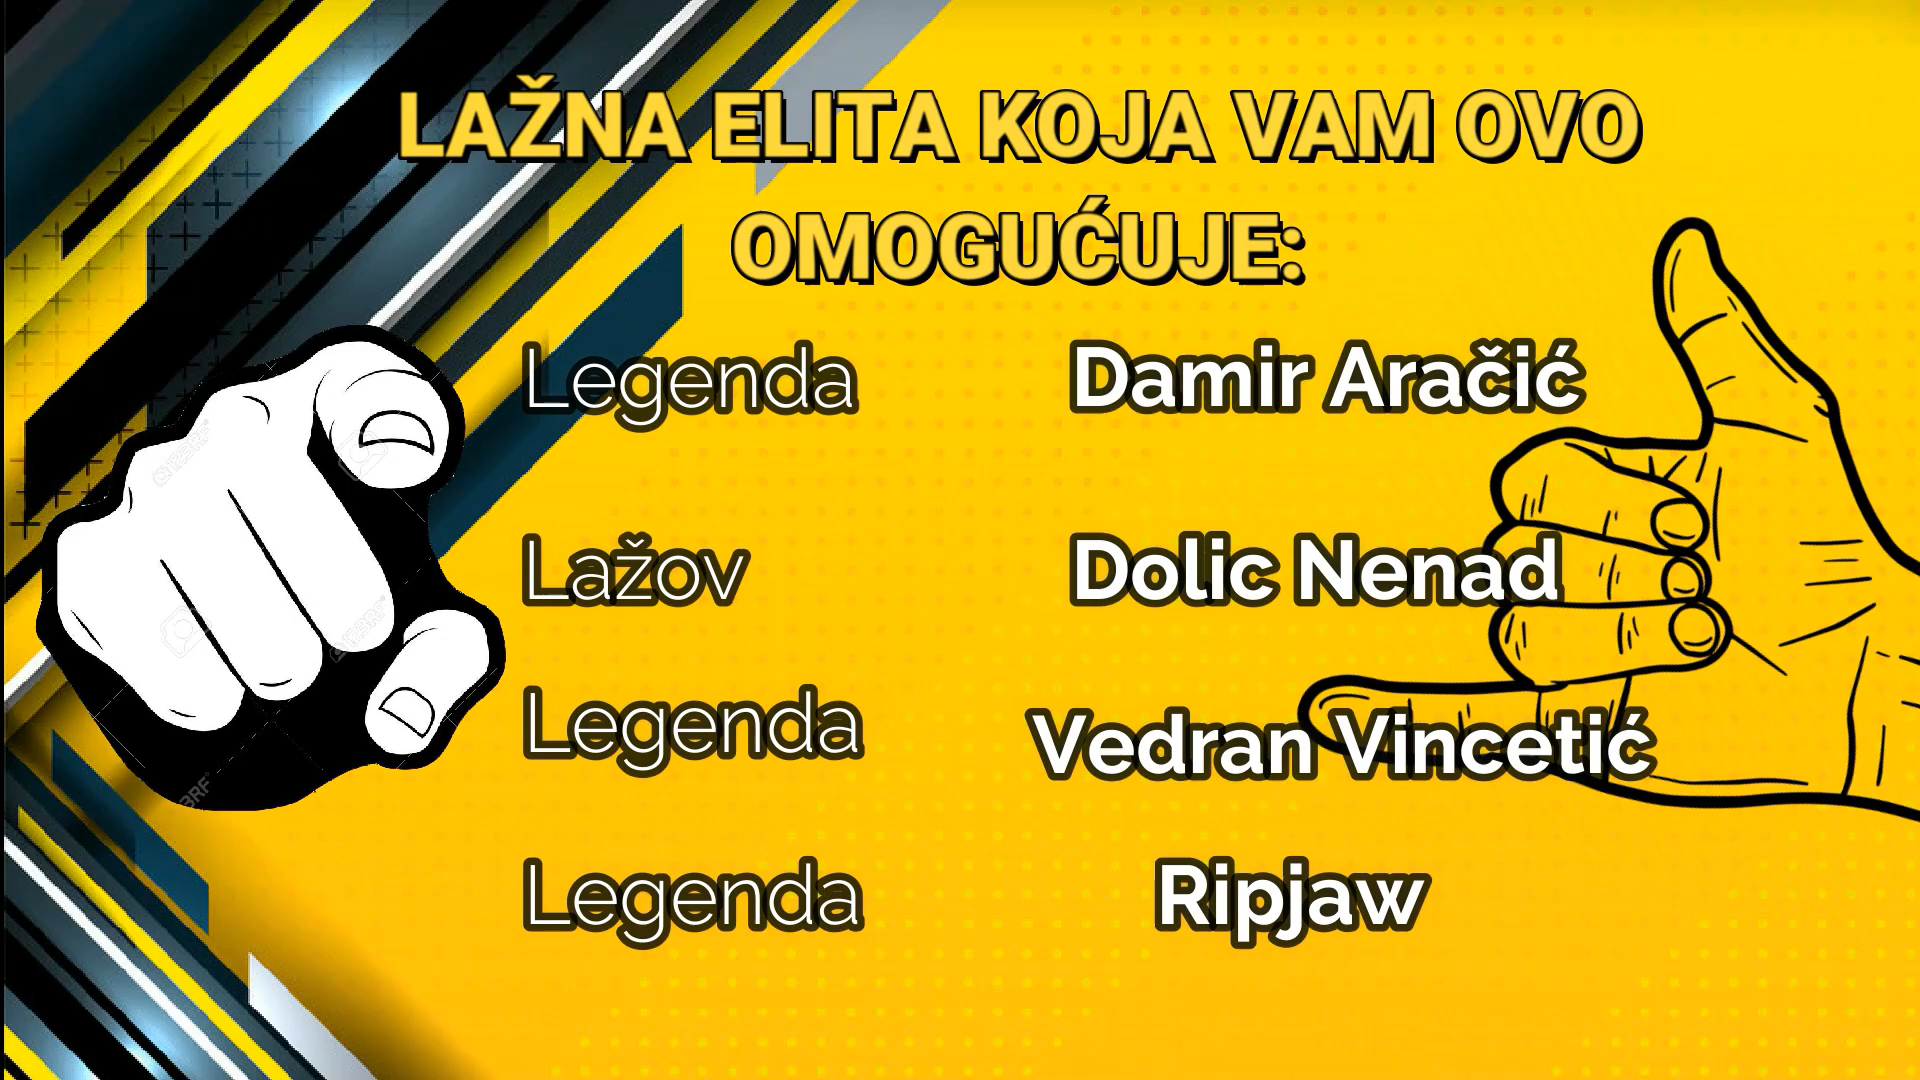 LAŽNA ELITA KOJA VAM OVO
OMOGUĆUJE:
Legenda Damir Aračić
Lažov Dolic Nenad
Legenda Vedran Vincetić
Legenda Ripjaw